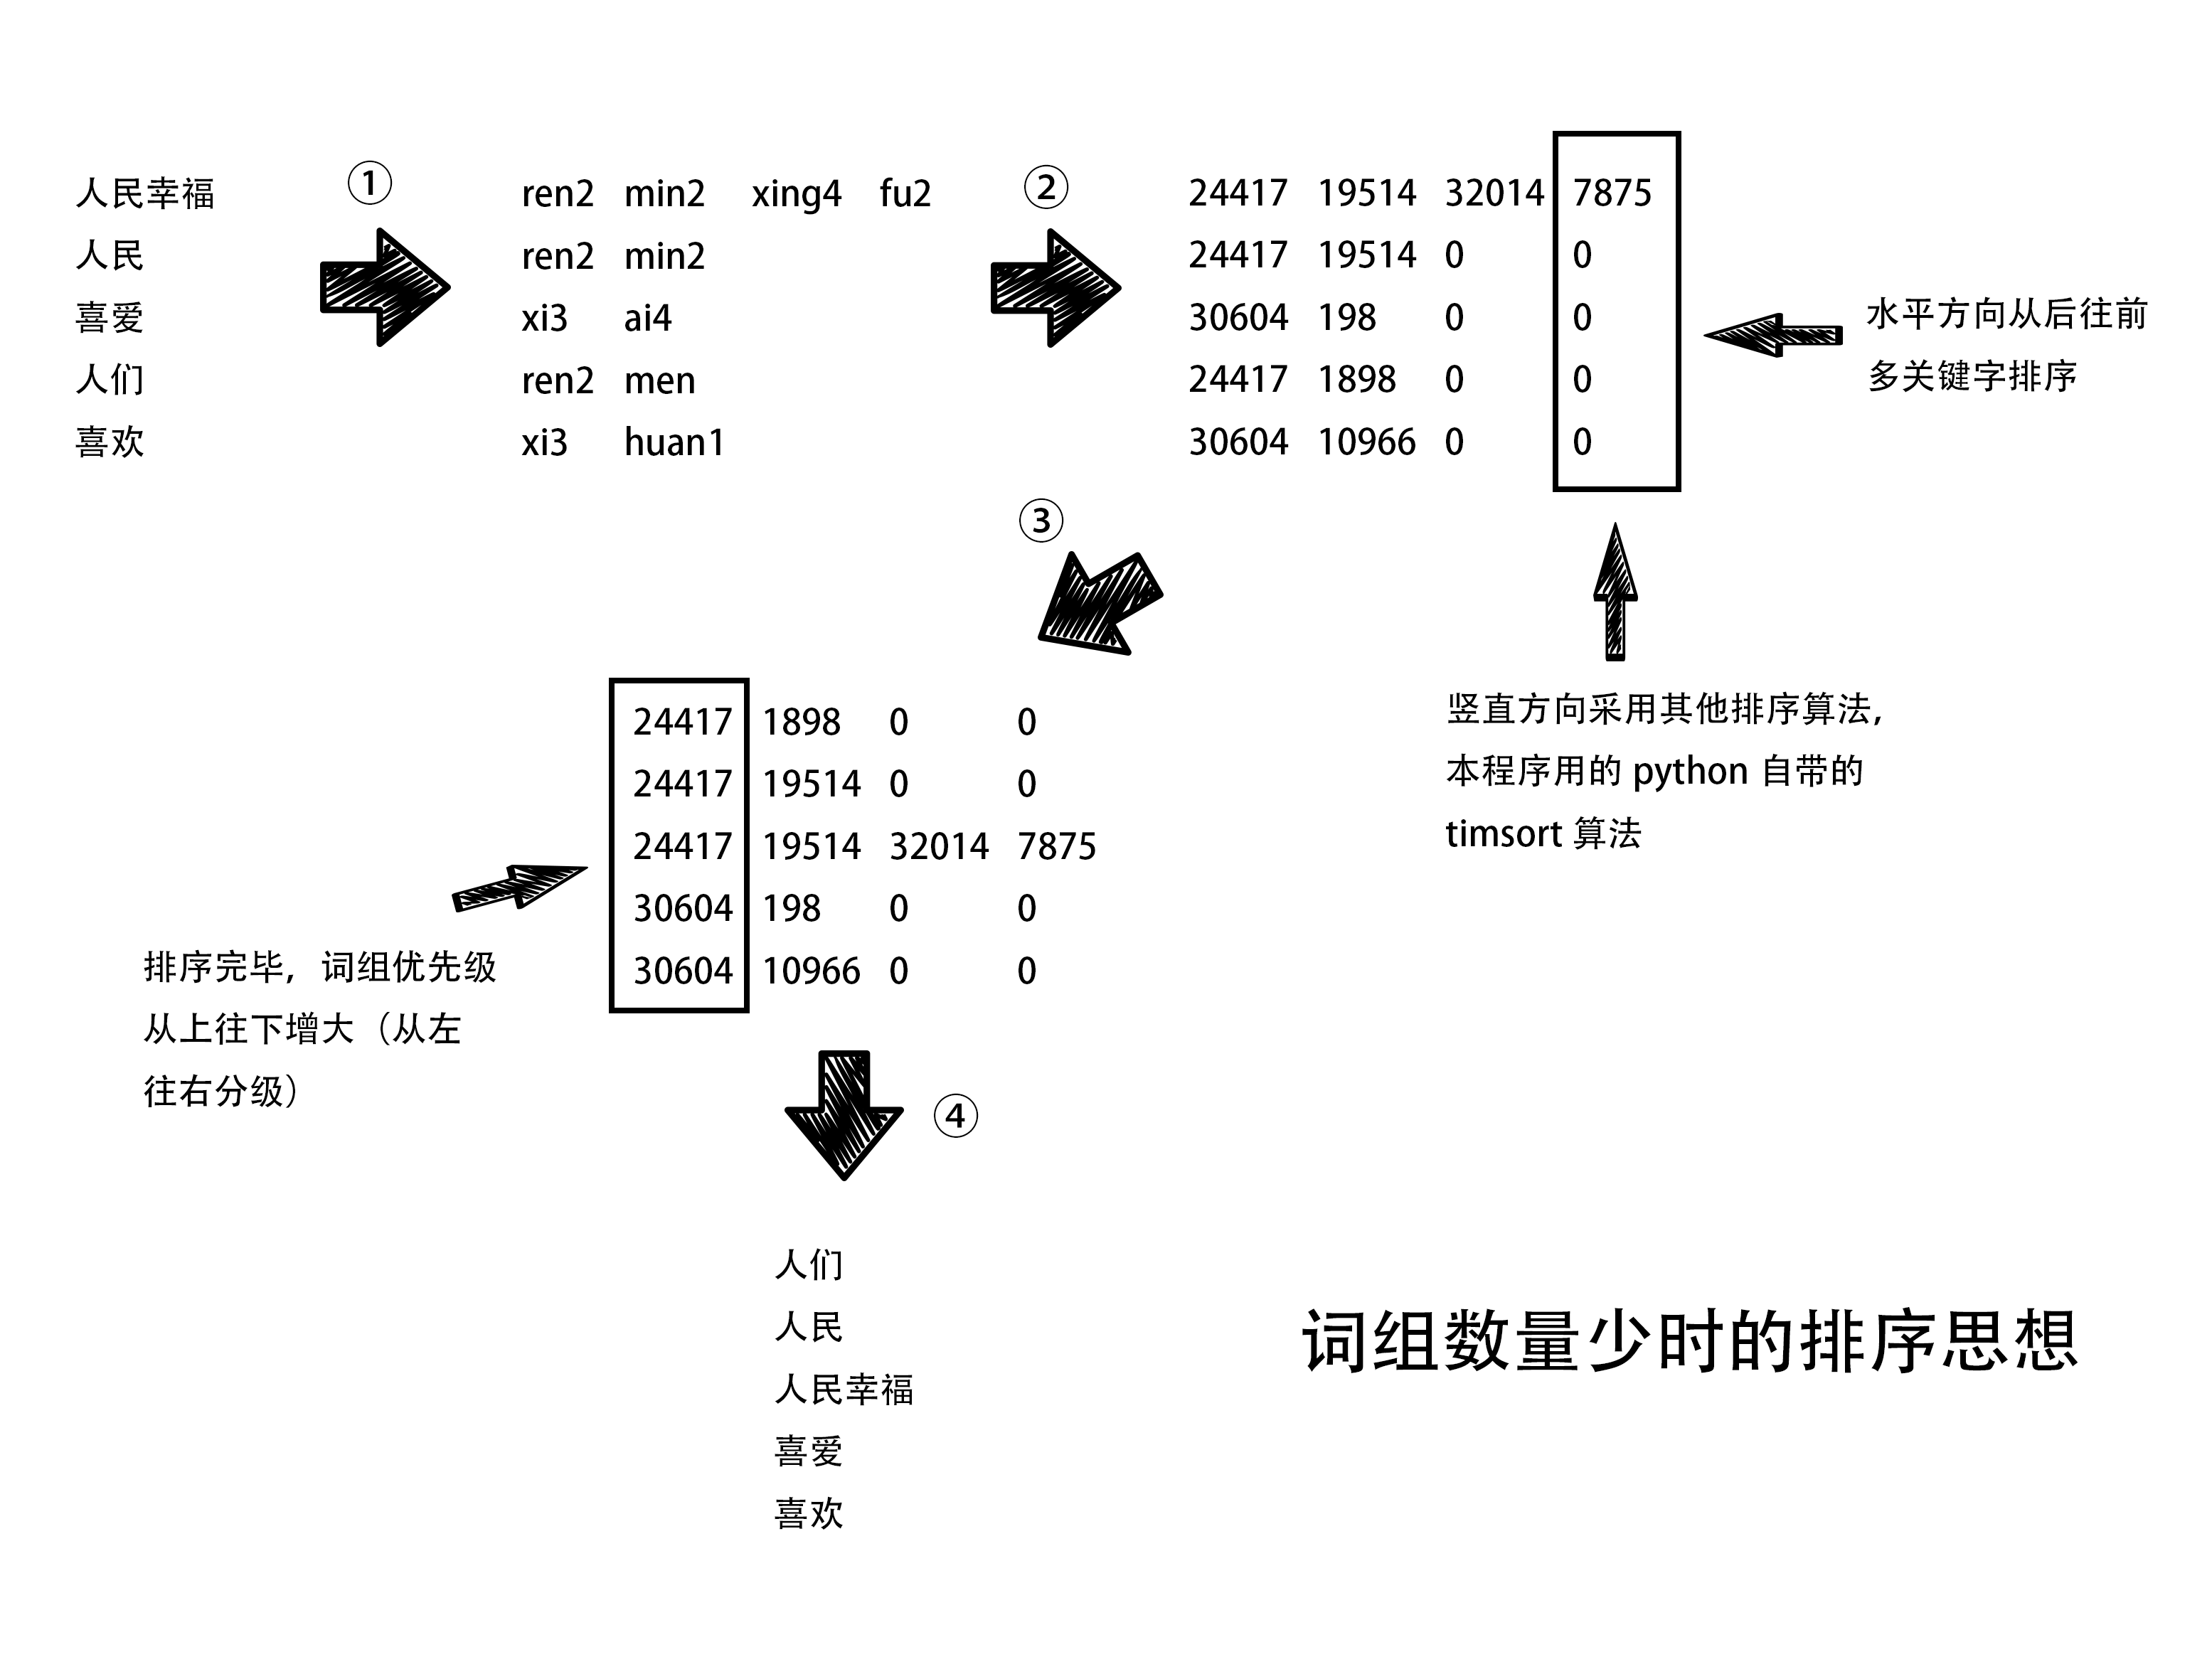 人民幸福
人民
喜爱
人们
喜欢
①
ren2 min2 xing4 fu2
ren2 min2
xi3 ai4
ren2 men
xi3 huan1
②
24417 19514 32014 7875
24417 19514 0 0
30604 198 0 0
24417 1898 0 0
30604 10966 0 0
水平方向从后往前
多关键字排序
竖直方向采用其他排序算法，
本程序用的 python 自带的
timsort 算法
③
24417 1898 0 0
24417 19514 0 0
24417 19514 32014 7875
30604 198 0 0
30604 10966 0 0
排序完毕，词组优先级
从上往下增大（从左
往右分级）
④
人们
人民
人民幸福
喜爱
喜欢
词组数量少时的排序思想